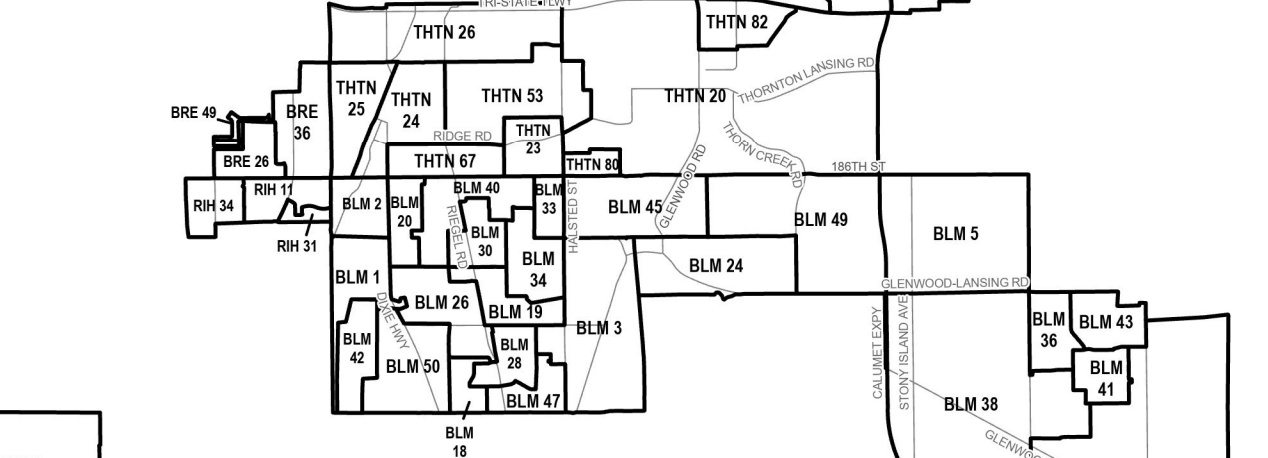 TRI-STATE TLWY
THTN 82
THTN 26
THORNTON LANSING RD
THTN
25
THTN 53
THTN 20
THTN
24
BRE 49
BRE
36
THTN
23
RIDGE RD
THORN CREEK RD
BRE 26
THTN 67
THTN 80
GLENWOOD RD
186TH ST
RIH 11
BLM 40
BLM
33
RIH 34
BLM 2
BLM
20
BLM 45
BLM 49
RIH 31
RIEGEL RD
BLM
30
HALSTED ST
BLM 5
BLM
34
BLM 24
BLM 1
GLENWOOD-LANSING RD
BLM 26
BLM 19
DIXIE HWY
BLM 3
BLM
36
BLM 43
BLM
42
BLM
28
CALUMET EXPY
STONY ISLAND AVE
BLM 50
BLM
41
BLM 47
BLM 38
BLM
18